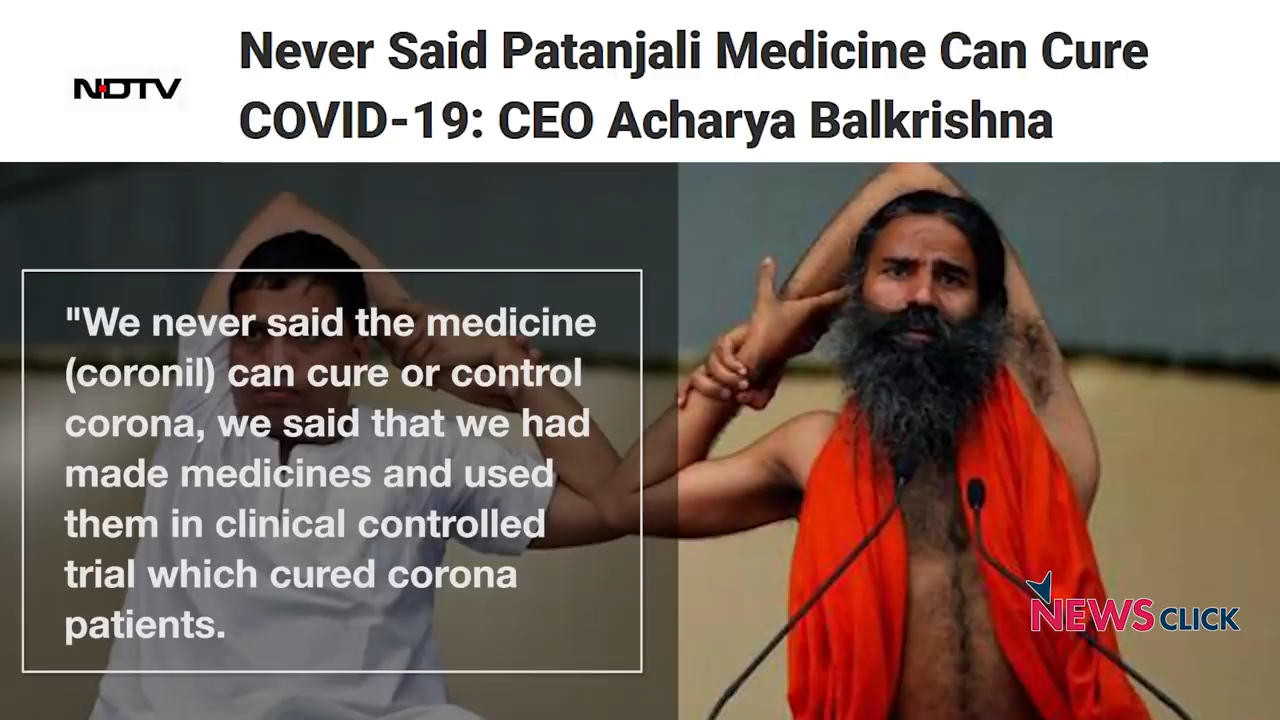 NDTV
Never Said Patanjali Medicine Can Cure
COVID-19: CEO Acharya Balkrishna
"We never said the medicine
(coronil) can cure or control
corona, we said that we had
made medicines and used
them in clinical controlled
trial which cured corona
patients.
NEWSCLICK